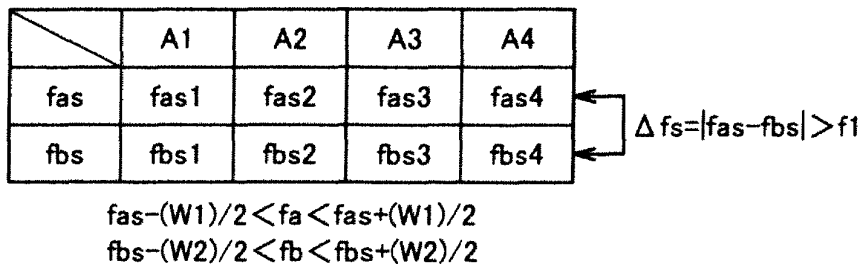 A1 A2 A3 A4
fas fas1 fas2 fas3 fas4
fbs fbs1 fbs2 fbs3 fbs4
Δfs=|fas-fbs|>f1
fas-(W1)/2<fa<fas+(W1)/2
fbs-(W2)/2<fb<fbs+(W2)/2